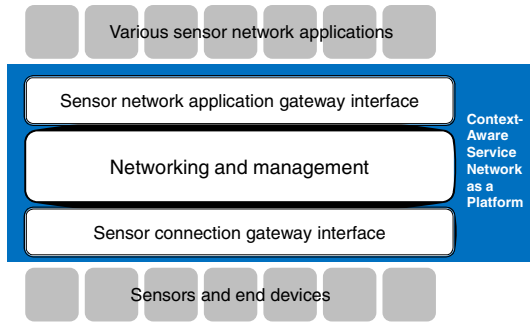 Various sensor network applications
Sensor network application gateway interface
Networking and management
Sensor connection gateway interface
Context-
Aware
Service
Network
as a
Platform
Sensors and end devices